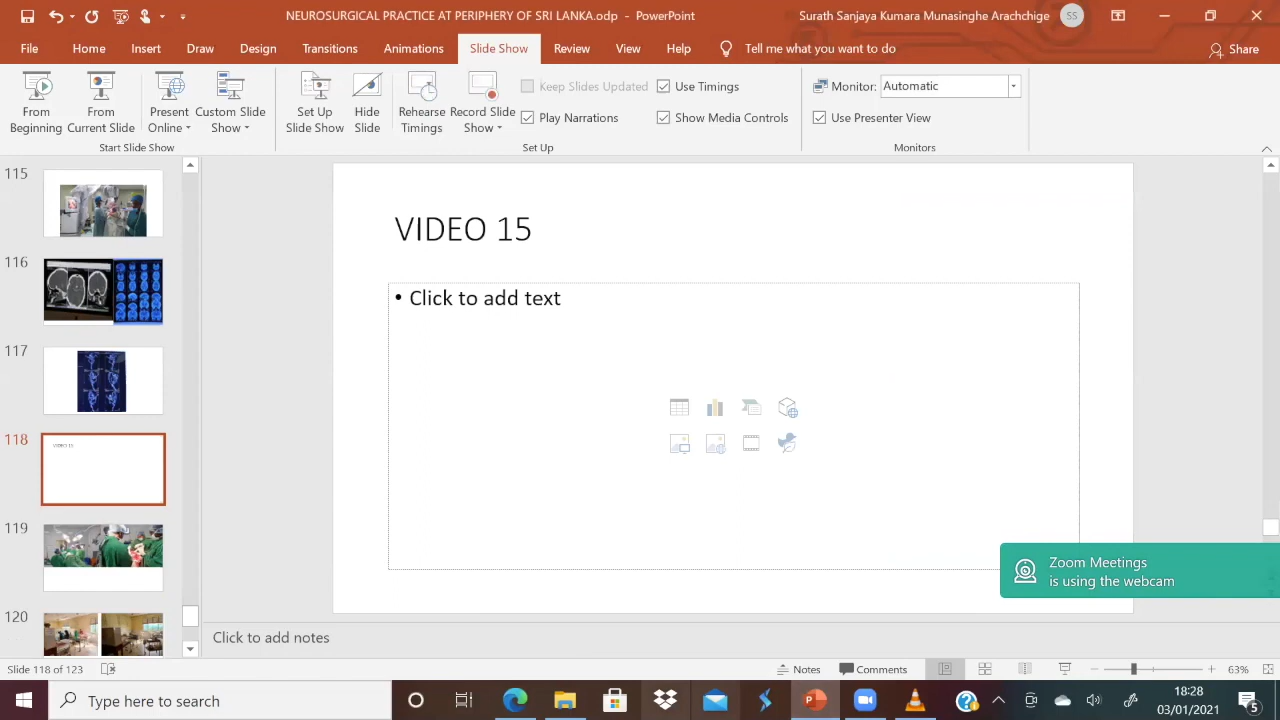 NEUROSURGICAL PRACTICE AT PERIPHERY OF SRI LANKA.odp - PowerPoint
Surath Sanjaya Kumara Munasinghe Arachchige
SS
File Home Insert Draw Design Transitions Animations Slide Show Review View Help Tell me what you want to do
Share
From Beginning
From Current Slide
Present Online
Custom Slide Show
Start Slide Show
Set Up Slide Show
Hide Slide
Rehearse Timings
Record Slide Show
Keep Slides Updated
Use Timings
Play Narrations
Show Media Controls
Set Up
Monitor: Automatic
Use Presenter View
Monitors
115
116
117
118
VIDEO 15
119
120
VIDEO 15
• Click to add text
Zoom Meetings
is using the webcam
Click to add notes
Slide 118 of 123
Notes
Comments
63%
Type here to search
18:28
03/01/2021
5